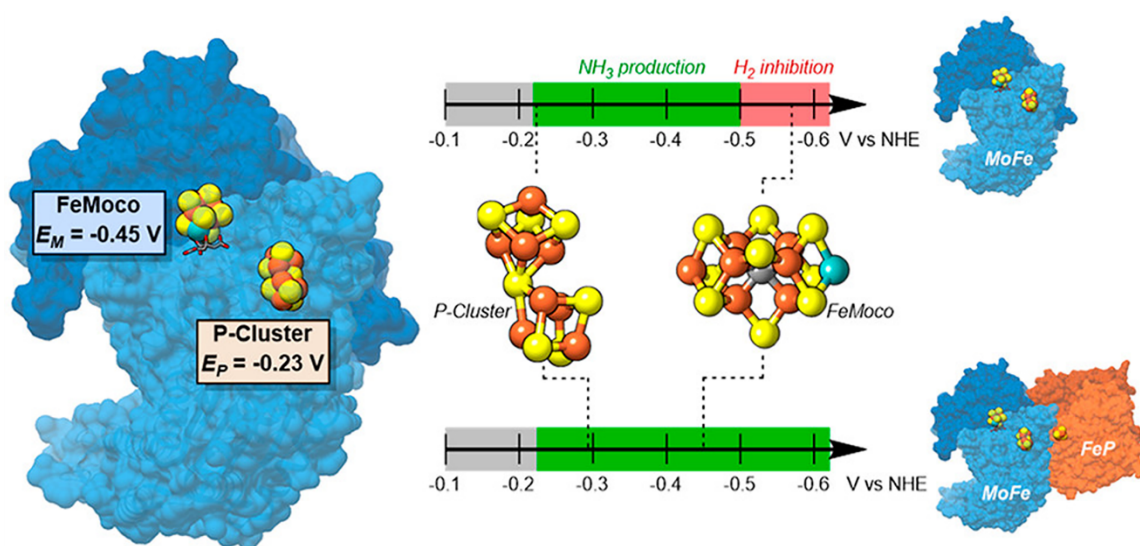 FeMoco
E_M = -0.45 V
P-Cluster
E_P = -0.23 V
NH₃ production H₂ inhibition
-0.1 -0.2 -0.3 -0.4 -0.5 -0.6 V vs NHE
MoFe
P-Cluster FeMoco
-0.1 -0.2 -0.3 -0.4 -0.5 -0.6 V vs NHE
FeP
MoFe